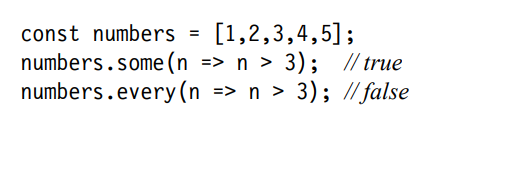 const numbers = [1,2,3,4,5];
numbers.some(n => n > 3);  // true
numbers.every(n => n > 3); // false